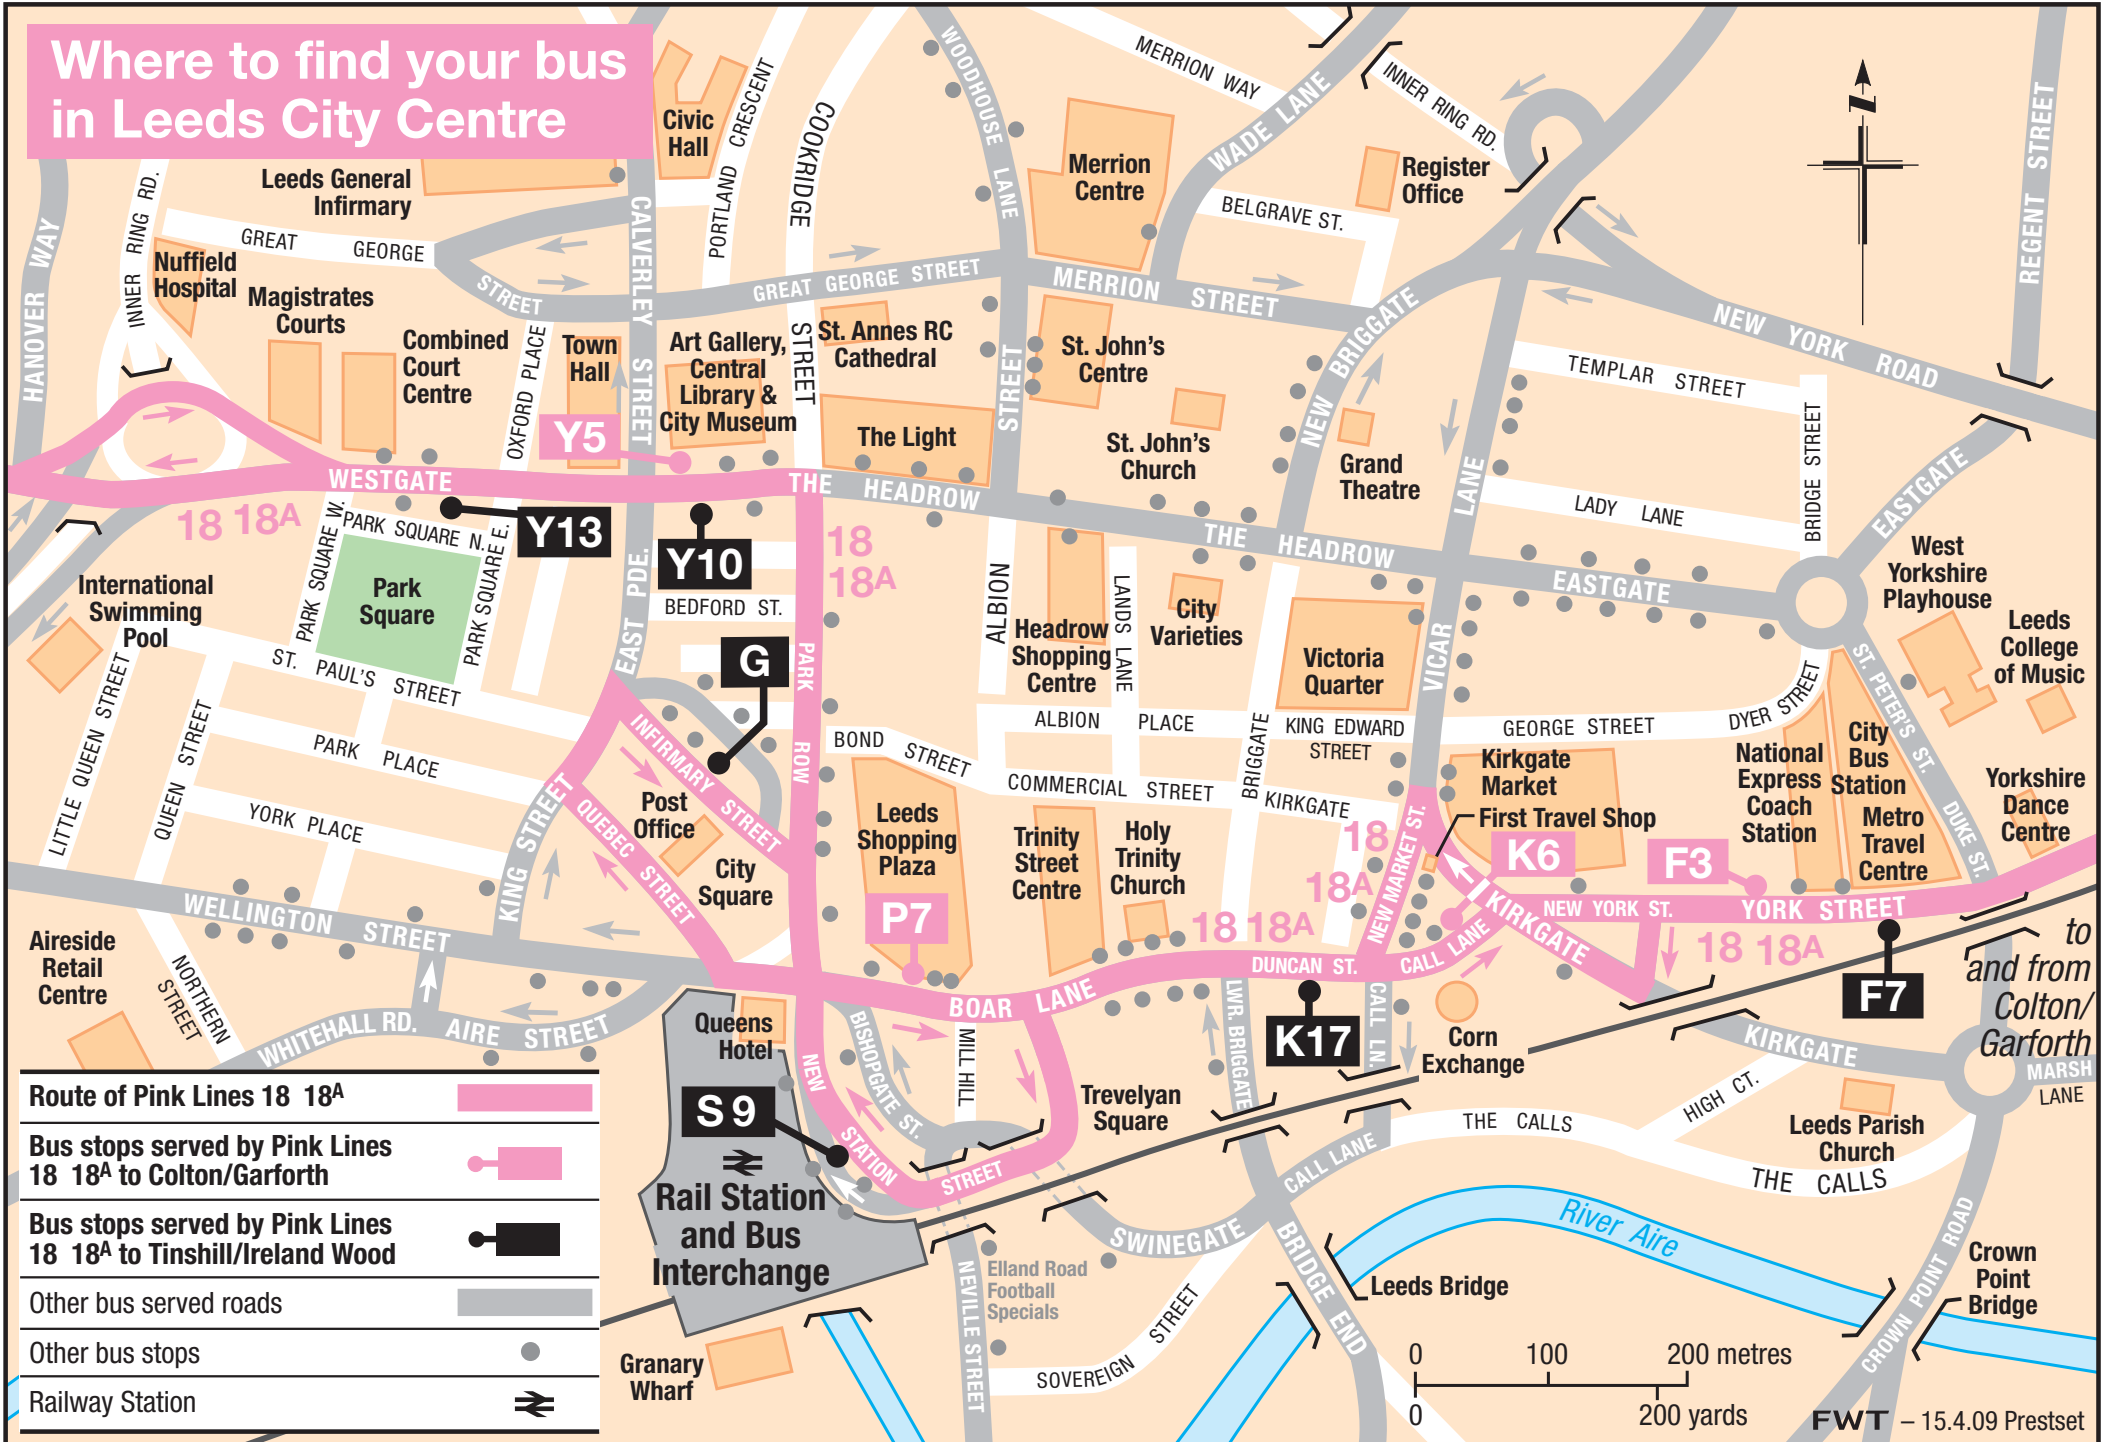 Where to find your bus
in Leeds City Centre
Civic
Hall
PORTLAND CRESCENT
COOKRIDGE
STREET
WOODHOUSE LANE
MERRION WAY
WADE LANE
INNER RING RD.
REGENT STREET
Merrion
Centre
Register
Office
BELGRAVE ST.
Leeds General
Infirmary
INNER RING RD.
HANOVER WAY
GREAT GEORGE
STREET
CALVERLEY STREET
GREAT GEORGE STREET
MERRION STREET
NEW BRIGGATE
NEW YORK ROAD
Nuffield
Hospital
Magistrates
Courts
Combined
Court
Centre
OXFORD PLACE
Town
Hall
Art Gallery,
Central
Library &
City Museum
St. Annes RC
Cathedral
STREET
St. John's
Centre
TEMPLAR STREET
BRIDGE STREET
Y5
The Light
St. John's
Church
Grand
Theatre
LANE
LADY LANE
EASTGATE
WESTGATE
THE HEADROW
THE HEADROW
EASTGATE
18 18A
PARK SQUARE W.
PARK SQUARE N.
PARK SQUARE E.
Y13
Y10
18
18A
International
Swimming
Pool
Park
Square
EAST PDE.
BEDFORD ST.
ALBION
Headrow
Shopping
Centre
LANDS LANE
City
Varieties
Victoria
Quarter
VICAR
West
Yorkshire
Playhouse
Leeds
College
of Music
ST. PETER'S ST.
DUKE ST.
G
PARK ROW
ST. PAUL'S STREET
LITTLE QUEEN STREET
QUEEN STREET
PARK PLACE
YORK PLACE
KING STREET
INFIRMARY STREET
QUEBEC STREET
Post
Office
City
Square
BOND STREET
ALBION PLACE
COMMERCIAL STREET
BRIGGATE
KING EDWARD
STREET
KIRKGATE
GEORGE STREET
DYER STREET
Kirkgate
Market
First Travel Shop
National
Express
Coach
Station
City
Bus
Station
Metro
Travel
Centre
Yorkshire
Dance
Centre
Leeds
Shopping
Plaza
Trinity
Street
Centre
Holy
Trinity
Church
18
18A
NEW MARKET ST.
K6
F3
P7
18 18A
KIRKGATE
NEW YORK ST.
YORK STREET
18 18A
WELLINGTON STREET
Aireside
Retail
Centre
NORTHERN
STREET
WHITEHALL RD.
AIRE STREET
BOAR LANE
DUNCAN ST.
CALL LANE
F7
to
and from
Colton/
Garforth
K17
LWR. BRIGGATE
CALL LN.
Corn
Exchange
KIRKGATE
MARSH
LANE
Queens
Hotel
NEW
STATION
STREET
BISHOPGATE ST.
MILL HILL
Trevelyan
Square
S 9
HIGH CT.
Leeds Parish
Church
THE CALLS
THE CALLS
CALL LANE
Rail Station
and Bus
Interchange
SWINEGATE
River Aire
Elland Road
Football
Specials
NEVILLE STREET
BRIDGE END
Leeds Bridge
CROWN POINT ROAD
Crown
Point
Bridge
Granary
Wharf
SOVEREIGN STREET
Route of Pink Lines 18 18A
Bus stops served by Pink Lines
18 18A to Colton/Garforth
Bus stops served by Pink Lines
18 18A to Tinshill/Ireland Wood
Other bus served roads
Other bus stops
Railway Station
0 100 200 metres
0 200 yards
FWT – 15.4.09 Prestset